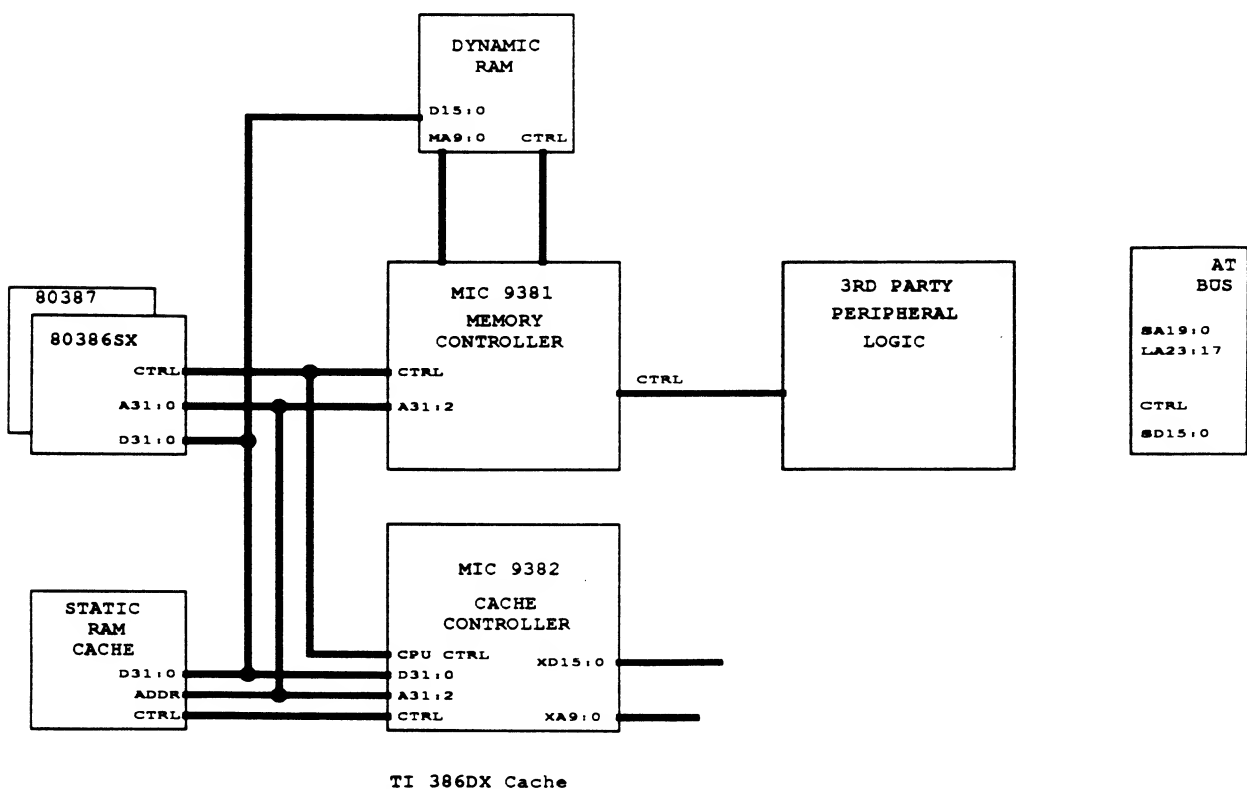 DYNAMIC
RAM
D15:0
MA9:0 CTRL
80387
80386SX
CTRL
A31:0
D31:0
MIC 9381
MEMORY
CONTROLLER
CTRL
A31:2
CTRL
3RD PARTY
PERIPHERAL
LOGIC
AT
BUS
SA19:0
LA23:17
CTRL
SD15:0
STATIC
RAM
CACHE
D31:0
ADDR
CTRL
MIC 9382
CACHE
CONTROLLER
CPU CTRL
D31:0
A31:2
CTRL
XD15:0
XA9:0
TI 386DX Cache